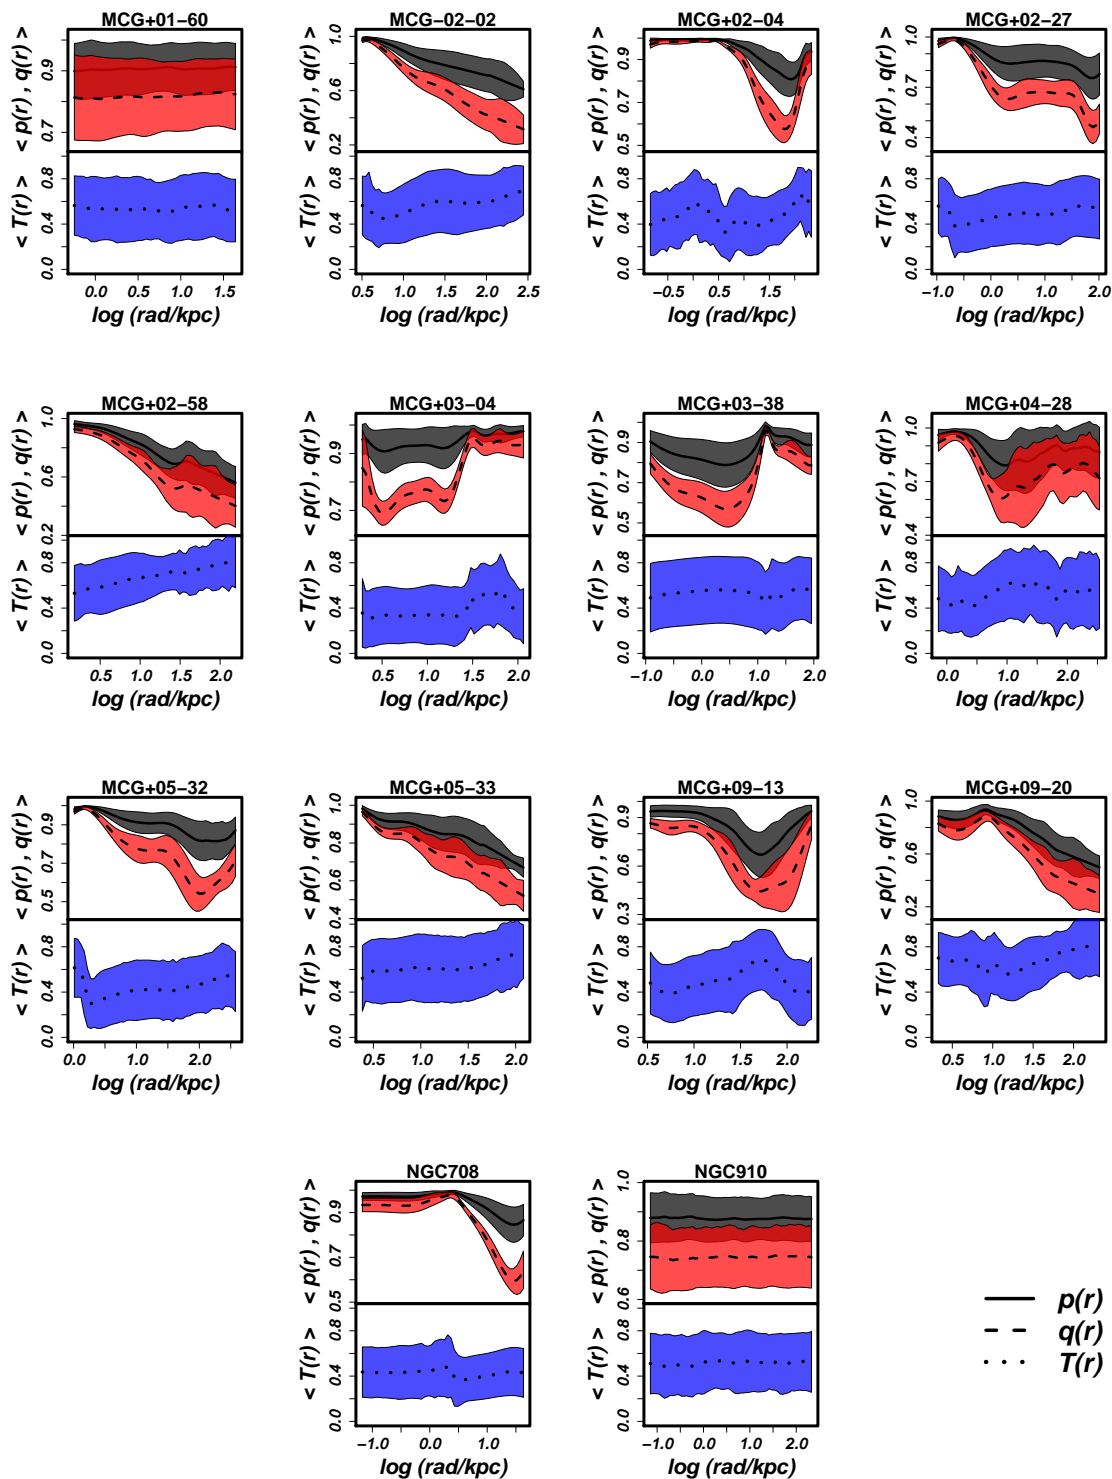 MCG+01−60 MCG−02−02 MCG+02−04 MCG+02−27
< p(r) , q(r) > 0.7 0.9 < p(r) , q(r) > 0.2 0.6 1.0 < p(r) , q(r) > 0.5 0.7 0.9 < p(r) , q(r) > 0.4 0.6 0.8 1.0
< T(r) > 0.0 0.4 0.8 < T(r) > 0.0 0.4 0.8 < T(r) > 0.0 0.4 0.8 < T(r) > 0.0 0.4 0.8
0.0 0.5 1.0 1.5 0.5 1.0 1.5 2.0 2.5 −0.5 0.5 1.5 −1.0 0.0 1.0 2.0
log (rad/kpc) log (rad/kpc) log (rad/kpc) log (rad/kpc)
MCG+02−58 MCG+03−04 MCG+03−38 MCG+04−28
< p(r) , q(r) > 0.2 0.6 1.0 < p(r) , q(r) > 0.7 0.9 < p(r) , q(r) > 0.5 0.7 0.9 < p(r) , q(r) > 0.4 0.6 0.8 1.0
< T(r) > 0.0 0.4 0.8 < T(r) > 0.0 0.4 0.8 < T(r) > 0.0 0.4 0.8 < T(r) > 0.0 0.4 0.8
0.5 1.0 1.5 2.0 0.5 1.0 1.5 2.0 −1.0 0.0 1.0 2.0 0.0 1.0 2.0
log (rad/kpc) log (rad/kpc) log (rad/kpc) log (rad/kpc)
MCG+05−32 MCG+05−33 MCG+09−13 MCG+09−20
< p(r) , q(r) > 0.5 0.7 0.9 < p(r) , q(r) > 0.4 0.6 0.8 1.0 < p(r) , q(r) > 0.3 0.6 0.9 < p(r) , q(r) > 0.2 0.6 1.0
< T(r) > 0.0 0.4 0.8 < T(r) > 0.0 0.4 0.8 < T(r) > 0.0 0.4 0.8 < T(r) > 0.0 0.4 0.8
0.0 1.0 2.0 0.5 1.0 1.5 2.0 0.5 1.0 1.5 2.0 0.5 1.0 1.5 2.0
log (rad/kpc) log (rad/kpc) log (rad/kpc) log (rad/kpc)
NGC708 NGC910
< p(r) , q(r) > 0.5 0.7 0.9 < p(r) , q(r) > 0.6 0.8 1.0
p(r)
q(r)
T(r)
< T(r) > 0.0 0.4 0.8 < T(r) > 0.0 0.4 0.8
−1.0 0.0 1.0 −1.0 0.0 1.0 2.0
log (rad/kpc) log (rad/kpc)